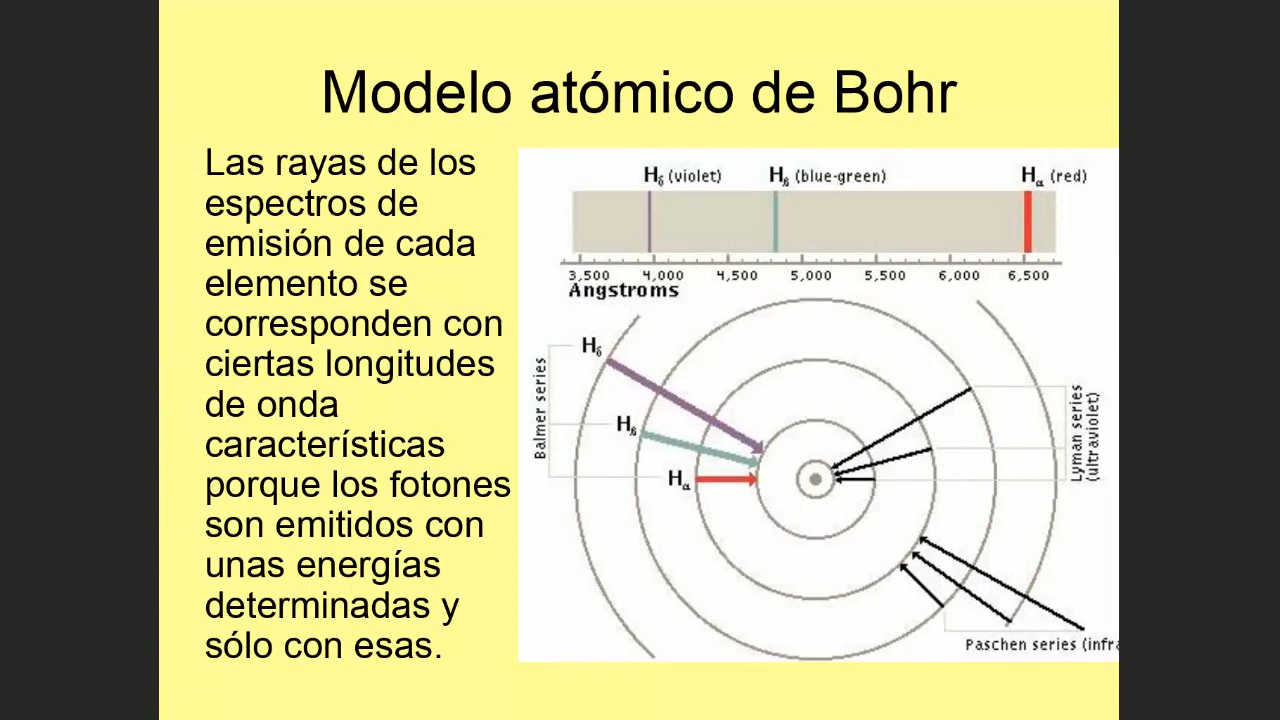 Modelo atómico de Bohr
Las rayas de los
espectros de
emisión de cada
elemento se
corresponden con
ciertas longitudes
de onda
características
porque los fotones
son emitidos con
unas energías
determinadas y
sólo con esas.
Hδ (violet) Hß (blue-green) Hα (red)
3,500 4,000 4,500 5,000 5,500 6,000 6,500
Angstroms
Hδ
Hß
Hα
Balmer series
Lyman series
(ultraviolet)
Paschen series (infra